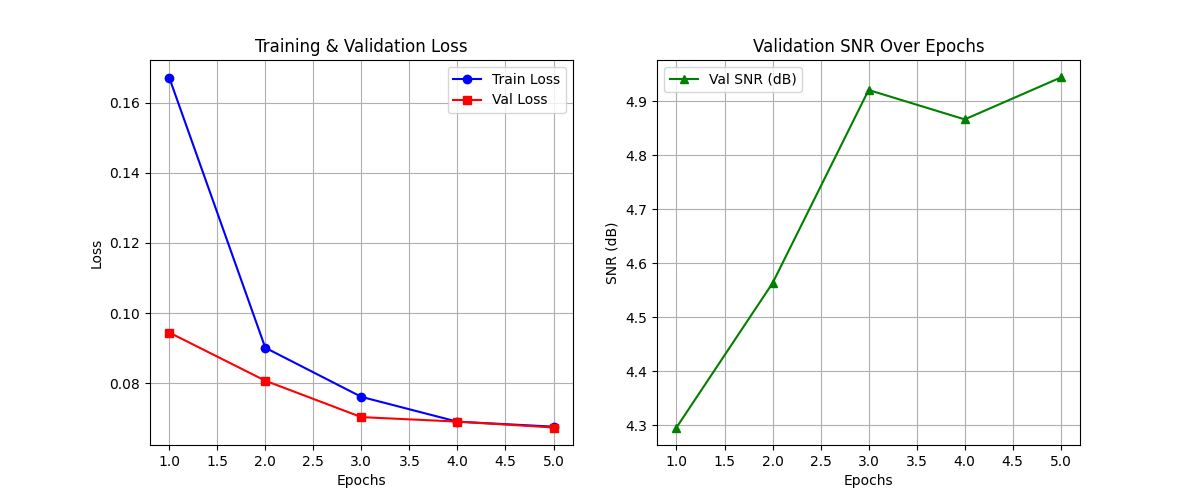 Training & Validation Loss
Train Loss
Val Loss
0.16
0.14
0.12
0.10
0.08
Loss
1.0 1.5 2.0 2.5 3.0 3.5 4.0 4.5 5.0
Epochs
Validation SNR Over Epochs
Val SNR (dB)
4.9
4.8
4.7
4.6
4.5
4.4
4.3
SNR (dB)
1.0 1.5 2.0 2.5 3.0 3.5 4.0 4.5 5.0
Epochs